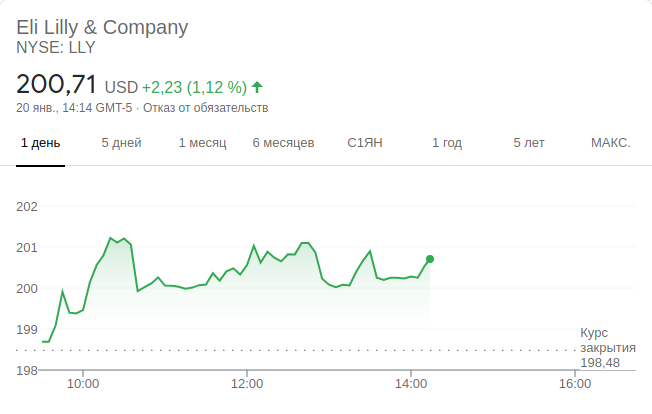 Eli Lilly & Company
NYSE: LLY
200,71 USD +2,23 (1,12 %)
20 янв., 14:14 GMT-5 · Отказ от обязательств
1 день 5 дней 1 месяц 6 месяцев С1ЯН 1 год 5 лет МАКС.
202
201
200
199
Курс
закрытия
198,48
198
10:00 12:00 14:00 16:00